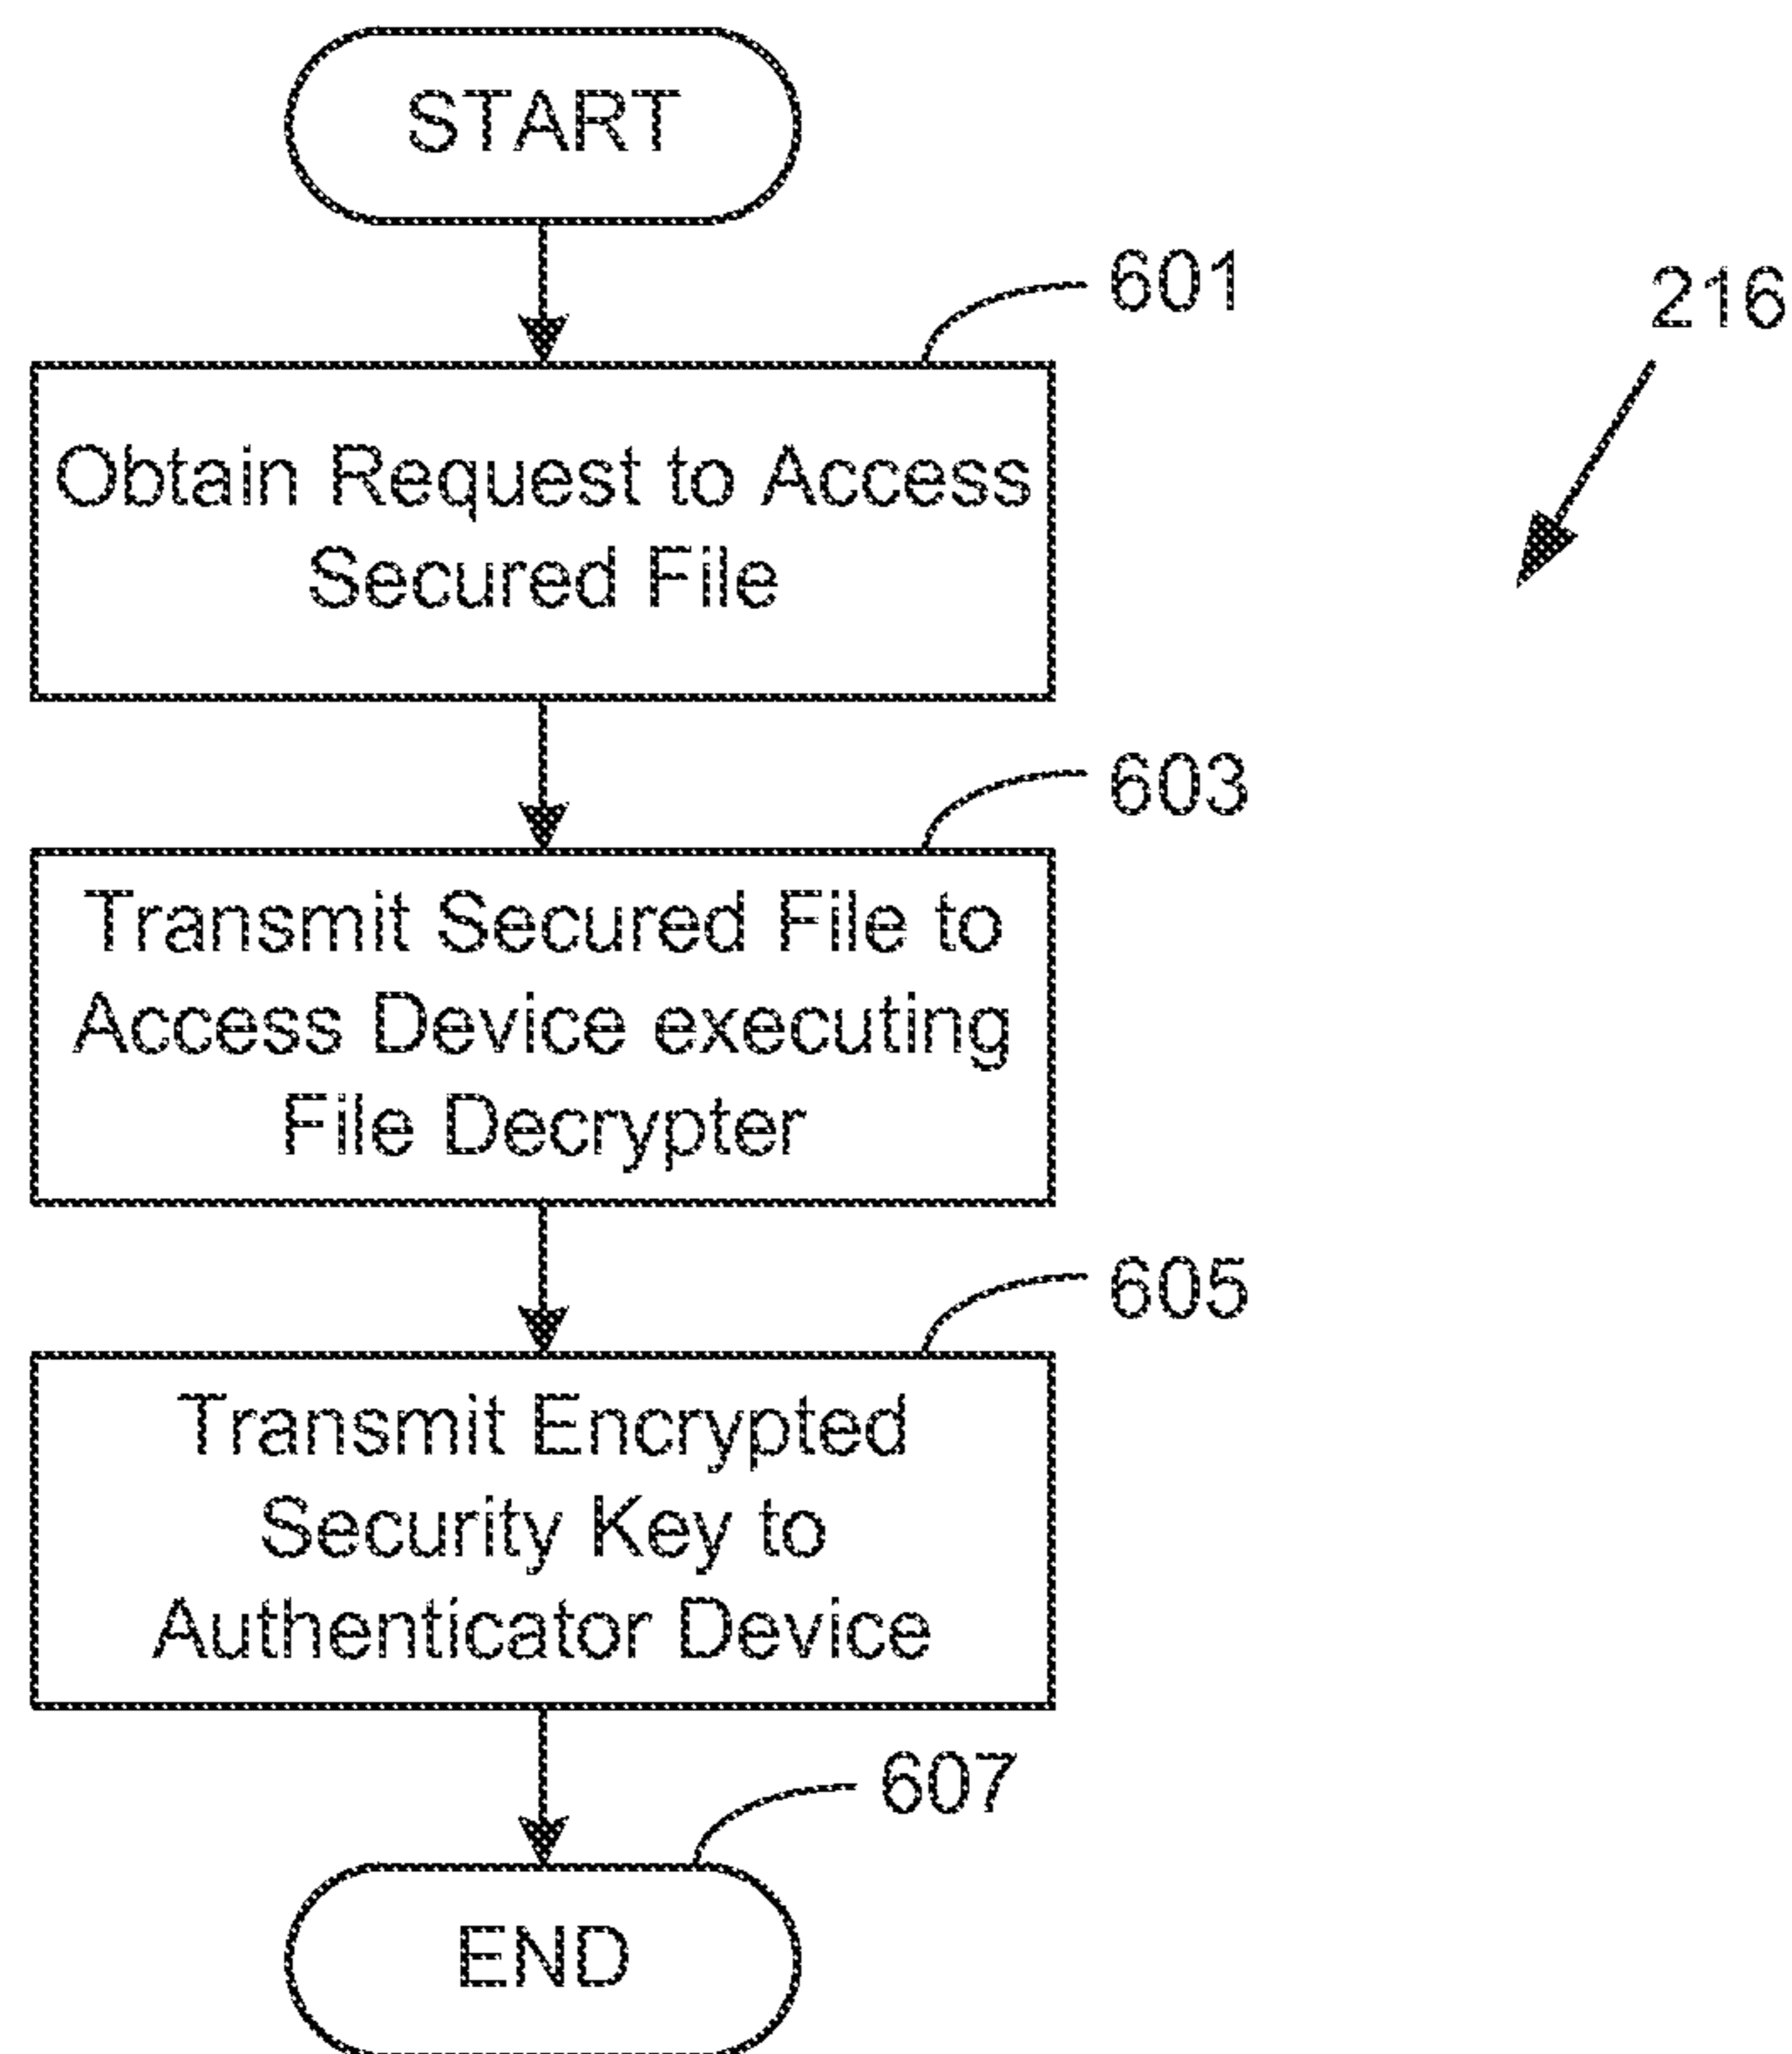 START
601
216
Obtain Request to Access
Secured File
603
Transmit Secured File to
Access Device executing
File Decrypter
605
Transmit Encrypted
Security Key to
Authenticator Device
607
END